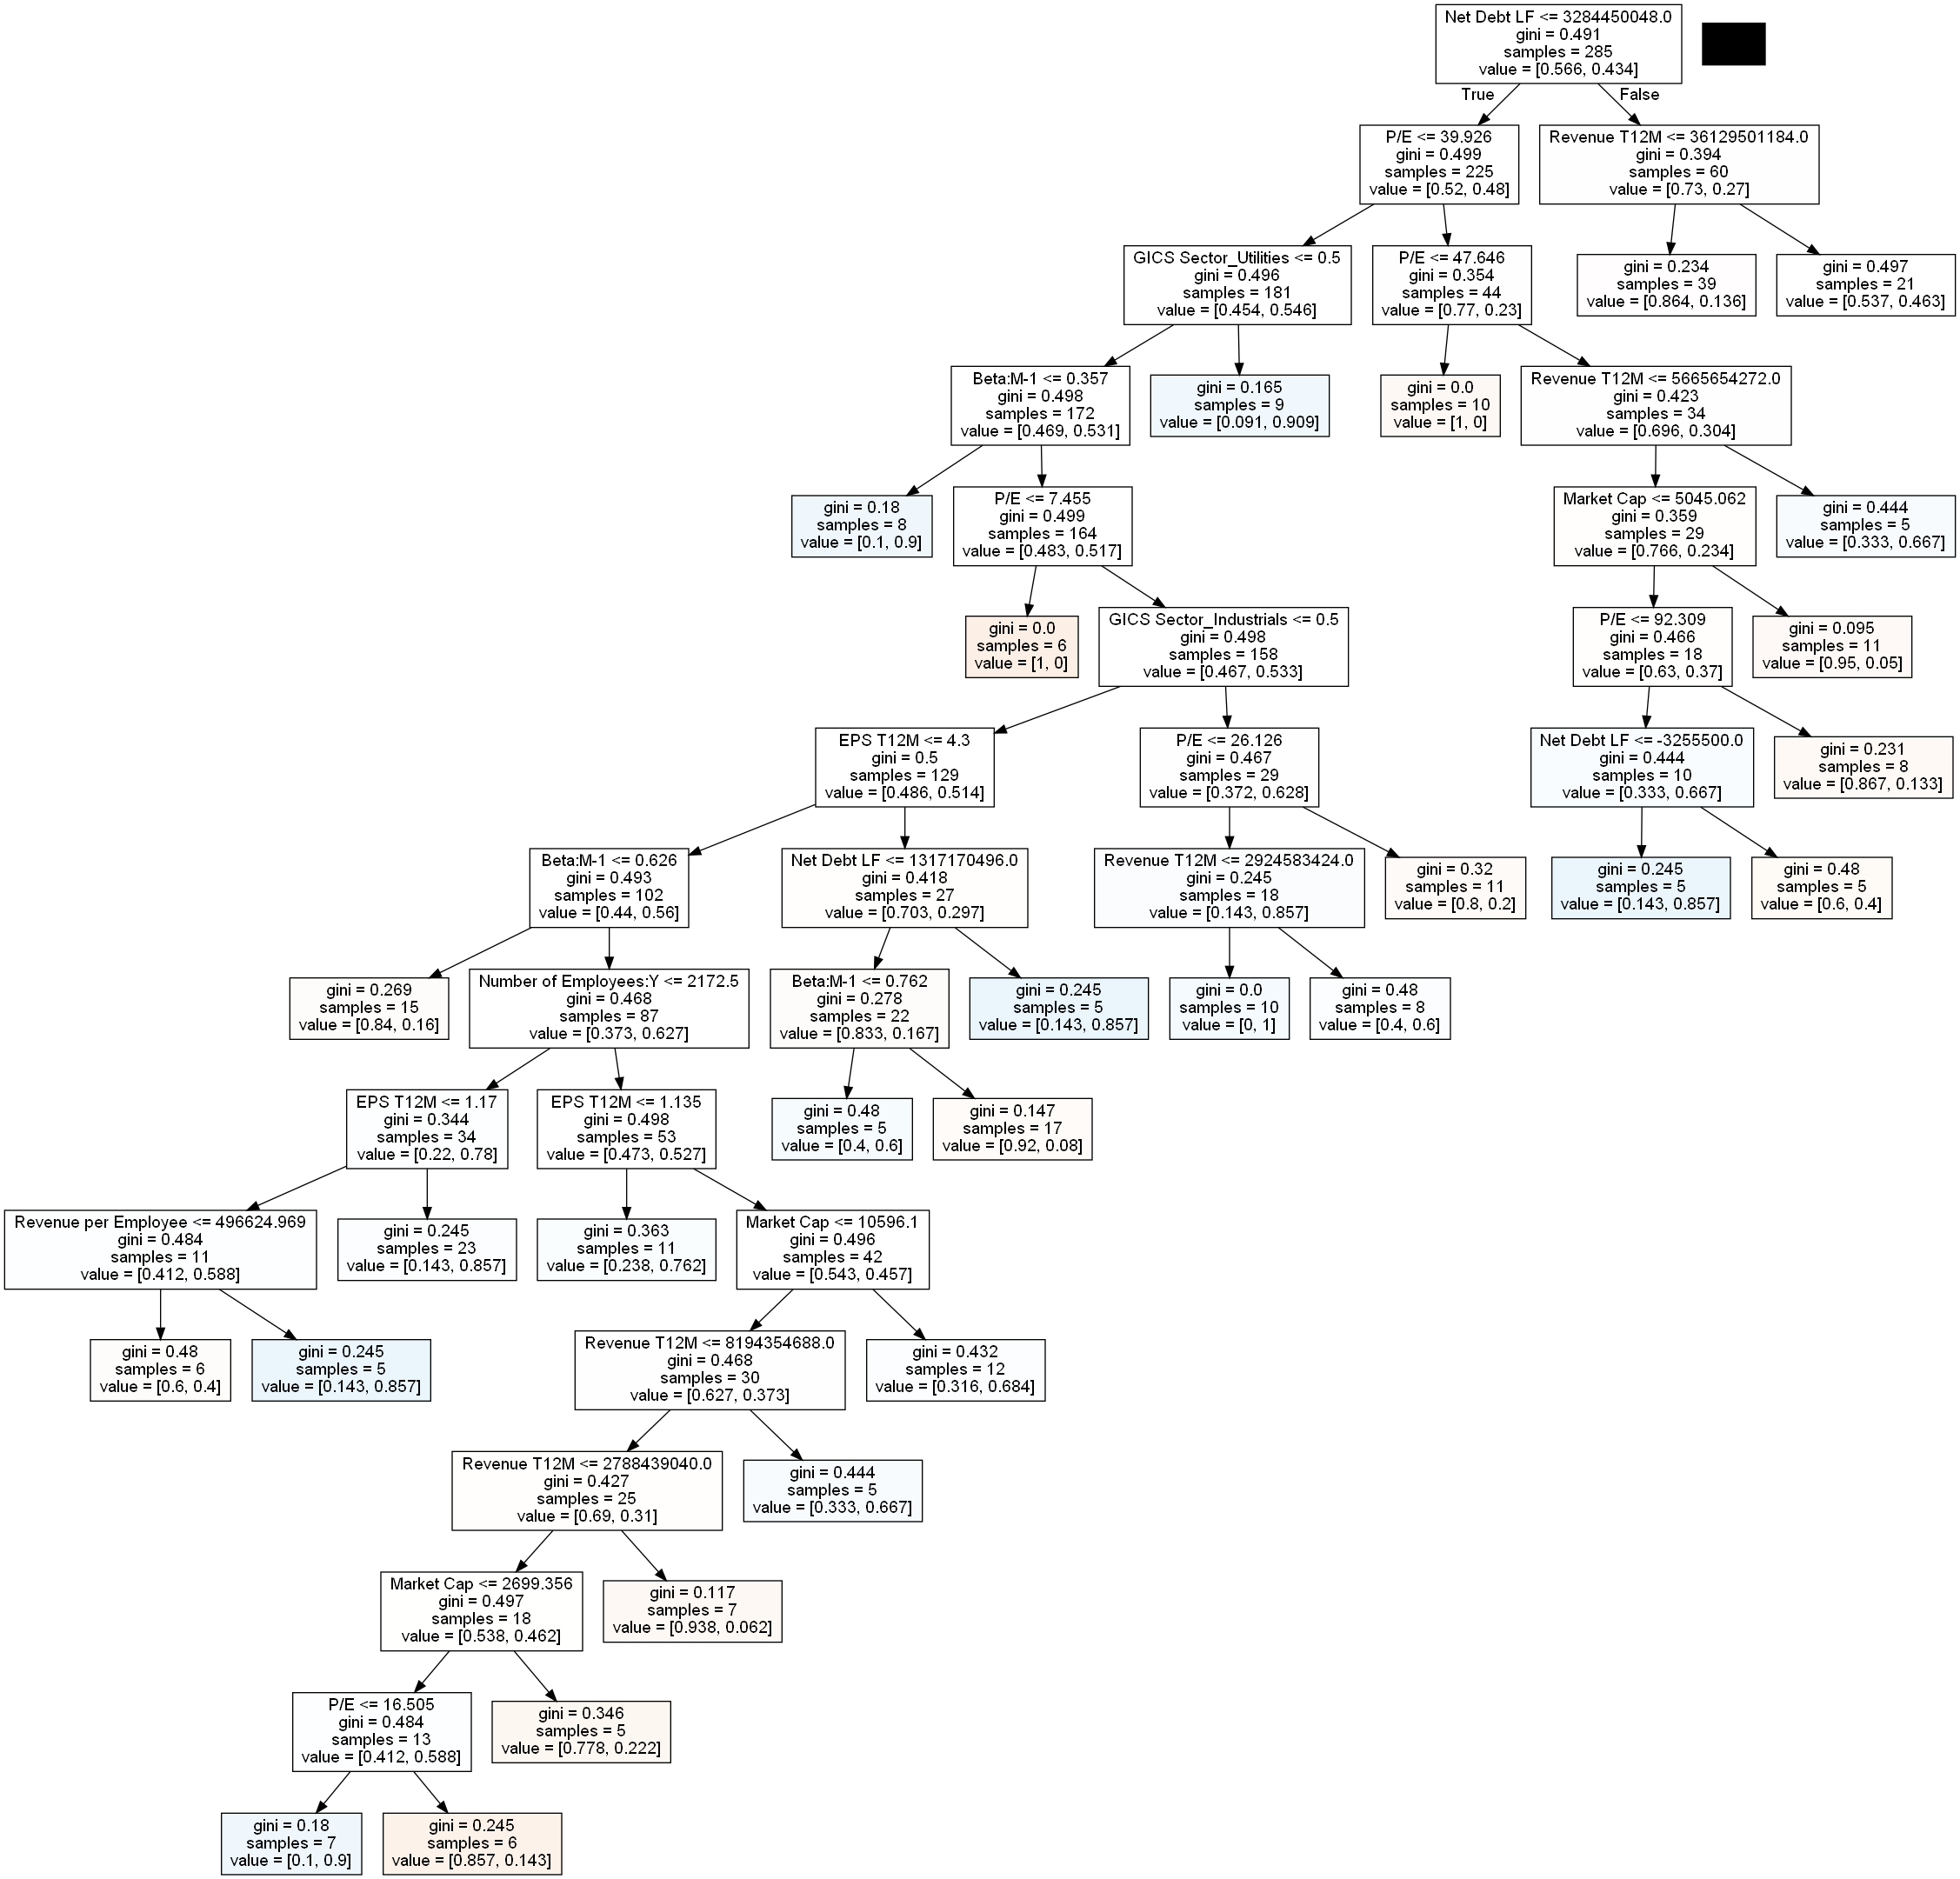 Net Debt LF <= 3284450048.0
gini = 0.491
samples = 285
value = [0.566, 0.434]
True
False
P/E <= 39.926
gini = 0.499
samples = 225
value = [0.52, 0.48]
Revenue T12M <= 36129501184.0
gini = 0.394
samples = 60
value = [0.73, 0.27]
GICS Sector_Utilities <= 0.5
gini = 0.496
samples = 181
value = [0.454, 0.546]
P/E <= 47.646
gini = 0.354
samples = 44
value = [0.77, 0.23]
gini = 0.234
samples = 39
value = [0.864, 0.136]
gini = 0.497
samples = 21
value = [0.537, 0.463]
Beta:M-1 <= 0.357
gini = 0.498
samples = 172
value = [0.469, 0.531]
gini = 0.165
samples = 9
value = [0.091, 0.909]
gini = 0.0
samples = 10
value = [1, 0]
Revenue T12M <= 5665654272.0
gini = 0.423
samples = 34
value = [0.696, 0.304]
gini = 0.18
samples = 8
value = [0.1, 0.9]
P/E <= 7.455
gini = 0.499
samples = 164
value = [0.483, 0.517]
Market Cap <= 5045.062
gini = 0.359
samples = 29
value = [0.766, 0.234]
gini = 0.444
samples = 5
value = [0.333, 0.667]
gini = 0.0
samples = 6
value = [1, 0]
GICS Sector_Industrials <= 0.5
gini = 0.498
samples = 158
value = [0.467, 0.533]
P/E <= 92.309
gini = 0.466
samples = 18
value = [0.63, 0.37]
gini = 0.095
samples = 11
value = [0.95, 0.05]
EPS T12M <= 4.3
gini = 0.5
samples = 129
value = [0.486, 0.514]
P/E <= 26.126
gini = 0.467
samples = 29
value = [0.372, 0.628]
Net Debt LF <= -3255500.0
gini = 0.444
samples = 10
value = [0.333, 0.667]
gini = 0.231
samples = 8
value = [0.867, 0.133]
Beta:M-1 <= 0.626
gini = 0.493
samples = 102
value = [0.44, 0.56]
Net Debt LF <= 1317170496.0
gini = 0.418
samples = 27
value = [0.703, 0.297]
Revenue T12M <= 2924583424.0
gini = 0.245
samples = 18
value = [0.143, 0.857]
gini = 0.32
samples = 11
value = [0.8, 0.2]
gini = 0.245
samples = 5
value = [0.143, 0.857]
gini = 0.48
samples = 5
value = [0.6, 0.4]
gini = 0.269
samples = 15
value = [0.84, 0.16]
Number of Employees:Y <= 2172.5
gini = 0.468
samples = 87
value = [0.373, 0.627]
Beta:M-1 <= 0.762
gini = 0.278
samples = 22
value = [0.833, 0.167]
gini = 0.245
samples = 5
value = [0.143, 0.857]
gini = 0.0
samples = 10
value = [0, 1]
gini = 0.48
samples = 8
value = [0.4, 0.6]
EPS T12M <= 1.17
gini = 0.344
samples = 34
value = [0.22, 0.78]
EPS T12M <= 1.135
gini = 0.498
samples = 53
value = [0.473, 0.527]
gini = 0.48
samples = 5
value = [0.4, 0.6]
gini = 0.147
samples = 17
value = [0.92, 0.08]
Revenue per Employee <= 496624.969
gini = 0.484
samples = 11
value = [0.412, 0.588]
gini = 0.245
samples = 23
value = [0.143, 0.857]
gini = 0.363
samples = 11
value = [0.238, 0.762]
Market Cap <= 10596.1
gini = 0.496
samples = 42
value = [0.543, 0.457]
gini = 0.48
samples = 6
value = [0.6, 0.4]
gini = 0.245
samples = 5
value = [0.143, 0.857]
Revenue T12M <= 8194354688.0
gini = 0.468
samples = 30
value = [0.627, 0.373]
gini = 0.432
samples = 12
value = [0.316, 0.684]
Revenue T12M <= 2788439040.0
gini = 0.427
samples = 25
value = [0.69, 0.31]
gini = 0.444
samples = 5
value = [0.333, 0.667]
Market Cap <= 2699.356
gini = 0.497
samples = 18
value = [0.538, 0.462]
gini = 0.117
samples = 7
value = [0.938, 0.062]
P/E <= 16.505
gini = 0.484
samples = 13
value = [0.412, 0.588]
gini = 0.346
samples = 5
value = [0.778, 0.222]
gini = 0.18
samples = 7
value = [0.1, 0.9]
gini = 0.245
samples = 6
value = [0.857, 0.143]